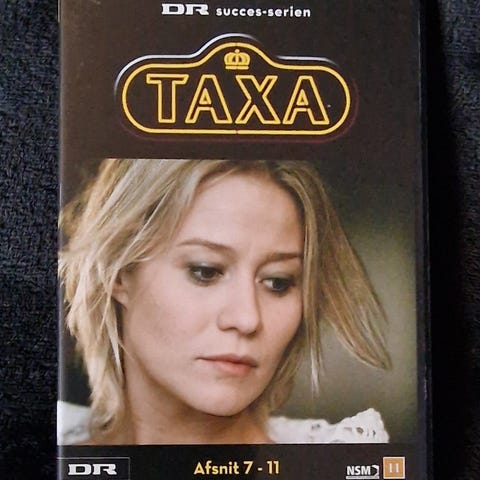 DR succes-serien
TAXA
DR
Afsnit 7 - 11
NSM
11